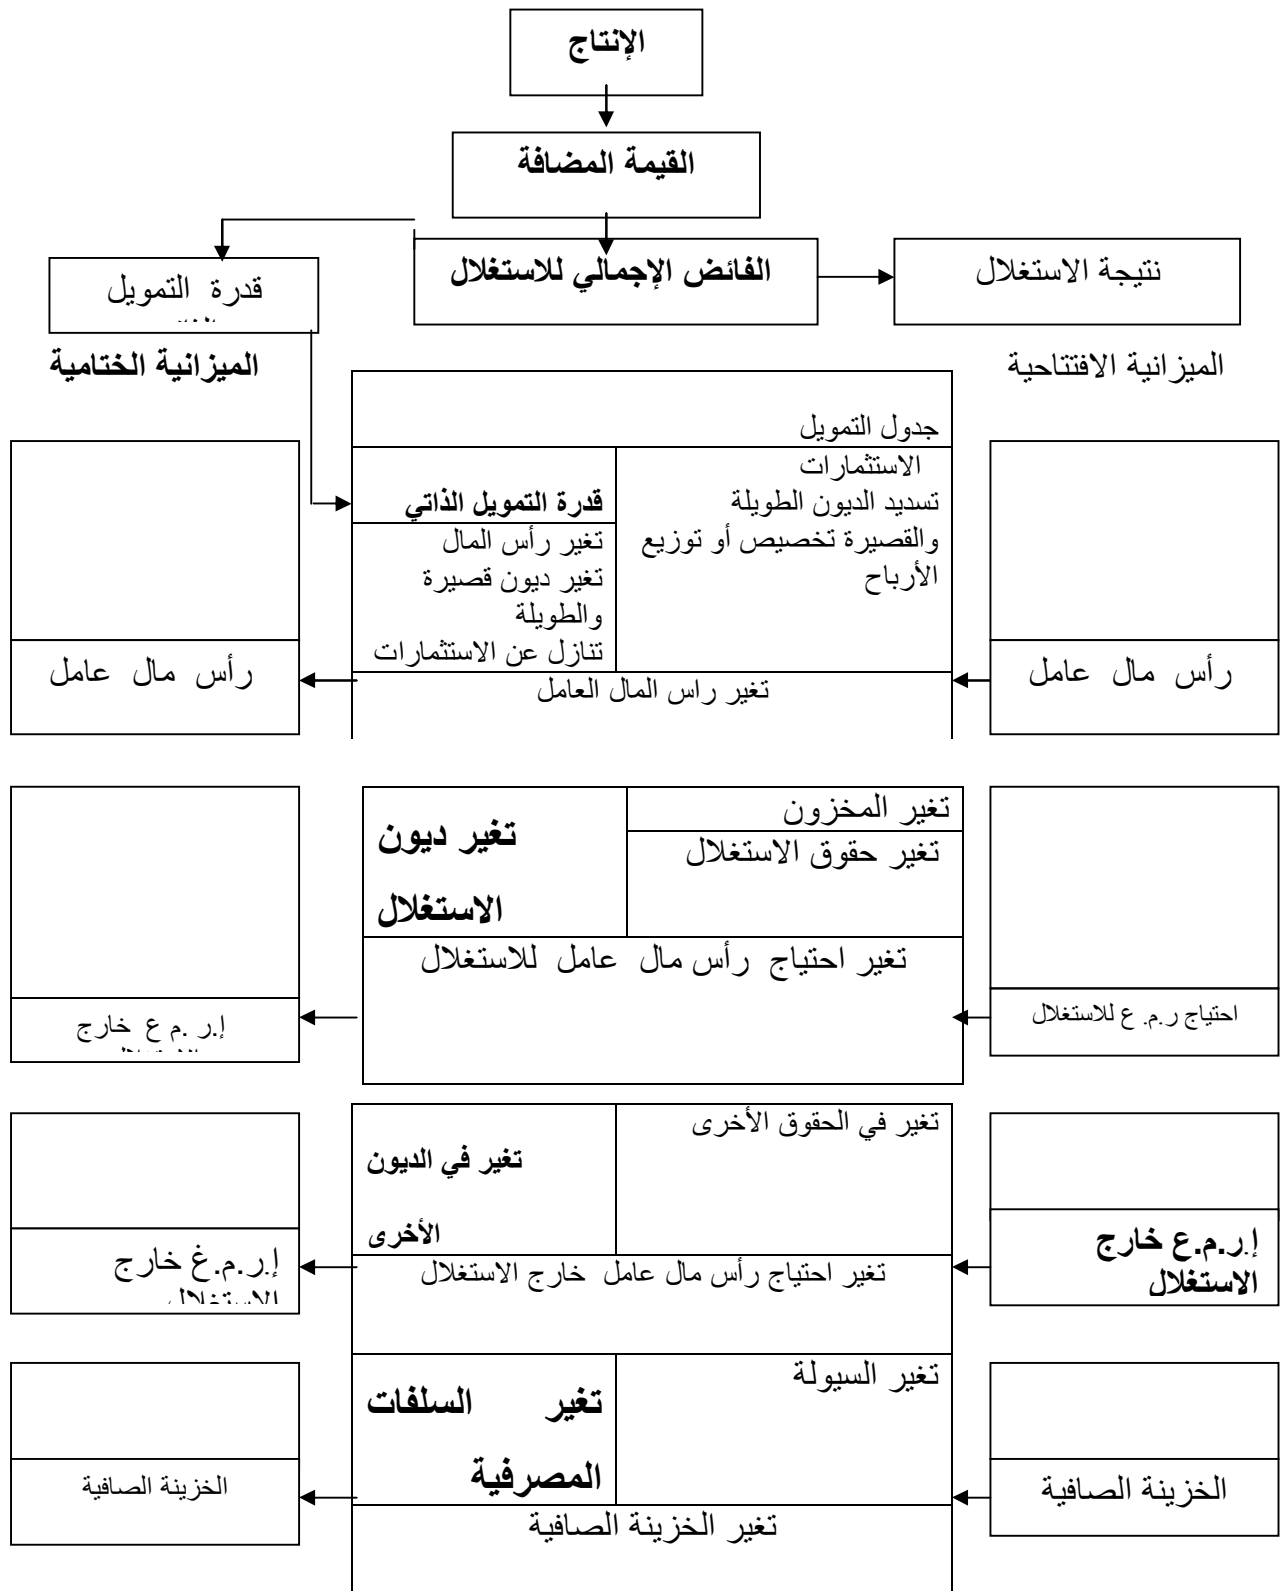 الإنتاج
القيمة المضافة
نتيجة الاستغلال
الفائض الإجمالي للاستغلال
قدرة التمويل
الميزانية الافتتاحية
الميزانية الختامية
جدول التمويل
الاستثمارات
تسديد الديون الطويلة
والقصيرة تخصيص أو توزيع
الأرباح
قدرة التمويل الذاتي
تغير رأس المال
تغير ديون قصيرة
والطويلة
تنازل عن الاستثمارات
رأس مال عامل
تغير راس المال العامل
رأس مال عامل
تغير المخزون
تغير حقوق الاستغلال
تغير ديون
الاستغلال
احتياج ر.م. ع للاستغلال
تغير احتياج رأس مال عامل للاستغلال
إ.ر .م ع خارج
تغير في الحقوق الأخرى
تغير في الديون
الأخرى
إ.ر.م.ع خارج
الاستغلال
تغير احتياج رأس مال عامل خارج الاستغلال
إ.ر.م.غ خارج
الاستغلال
تغير السيولة
تغير السلفات
المصرفية
الخزينة الصافية
تغير الخزينة الصافية
الخزينة الصافية